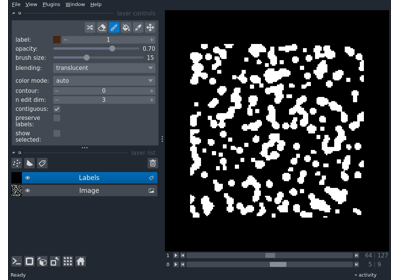 File View Plugins Window Help
layer controls
label: 1
opacity: 0.70
brush size: 15
blending: translucent
color mode: auto
contour: 0
n edit dim: 3
contiguous:
preserve
labels:
show
selected:
layer list
Labels
Image
1 64 127
0 5 9
Ready activity